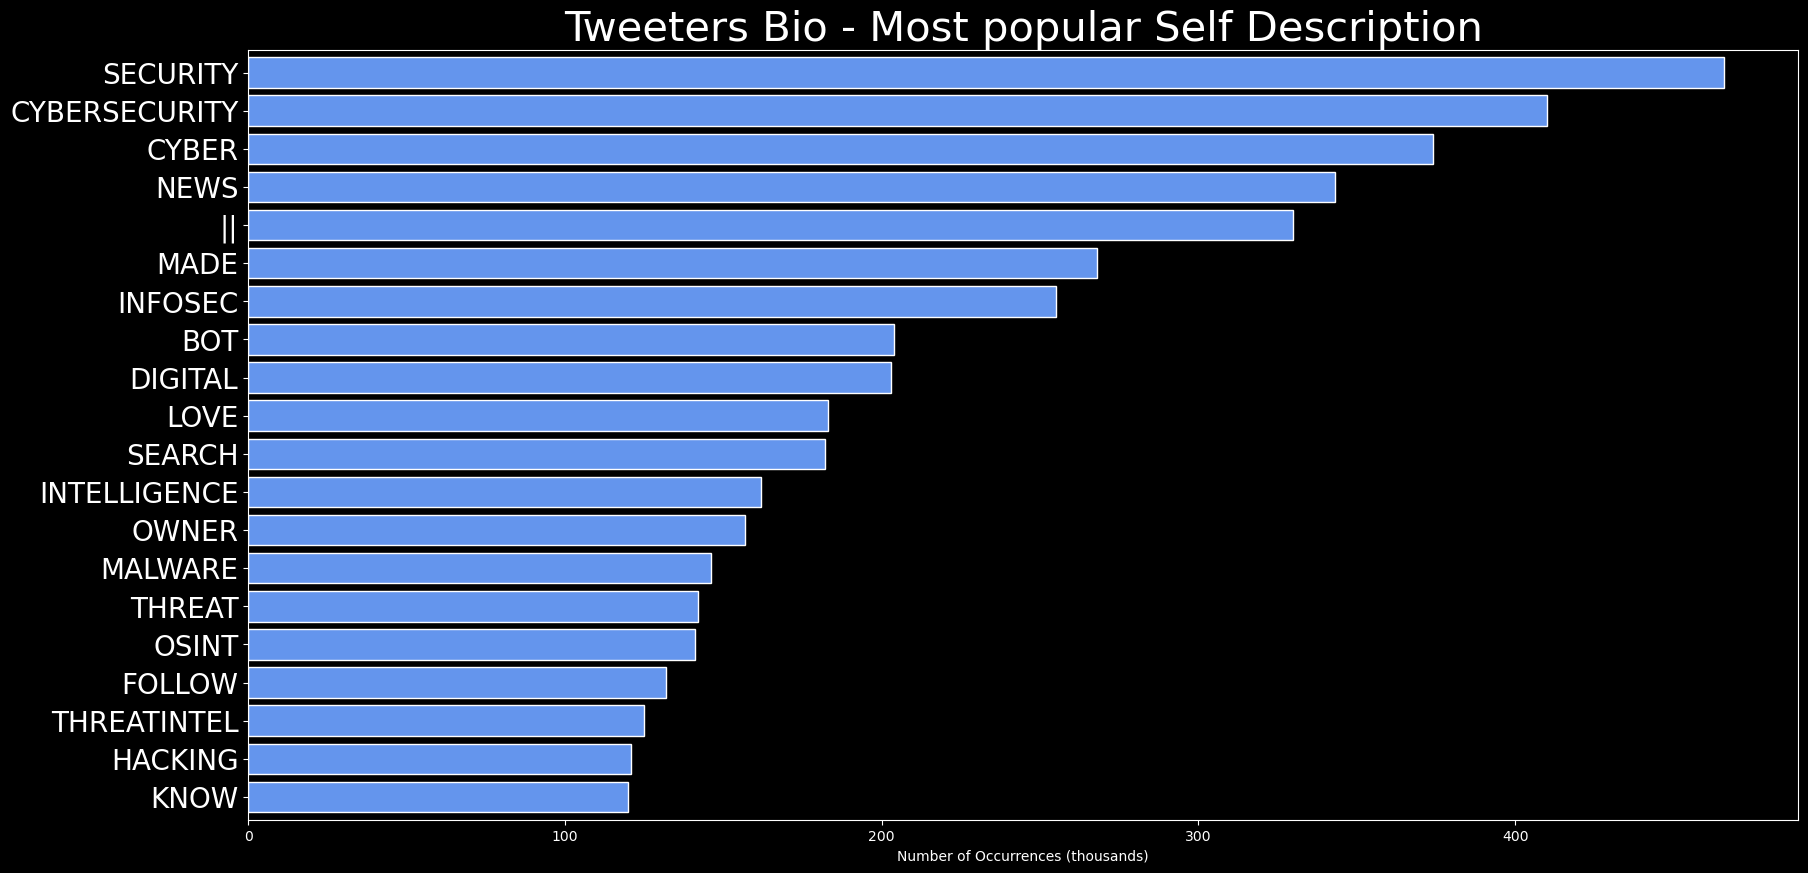 Tweeters Bio - Most popular Self Description
SECURITY
CYBERSECURITY
CYBER
NEWS
||
MADE
INFOSEC
BOT
DIGITAL
LOVE
SEARCH
INTELLIGENCE
OWNER
MALWARE
THREAT
OSINT
FOLLOW
THREATINTEL
HACKING
KNOW
0 100 200 300 400
Number of Occurrences (thousands)